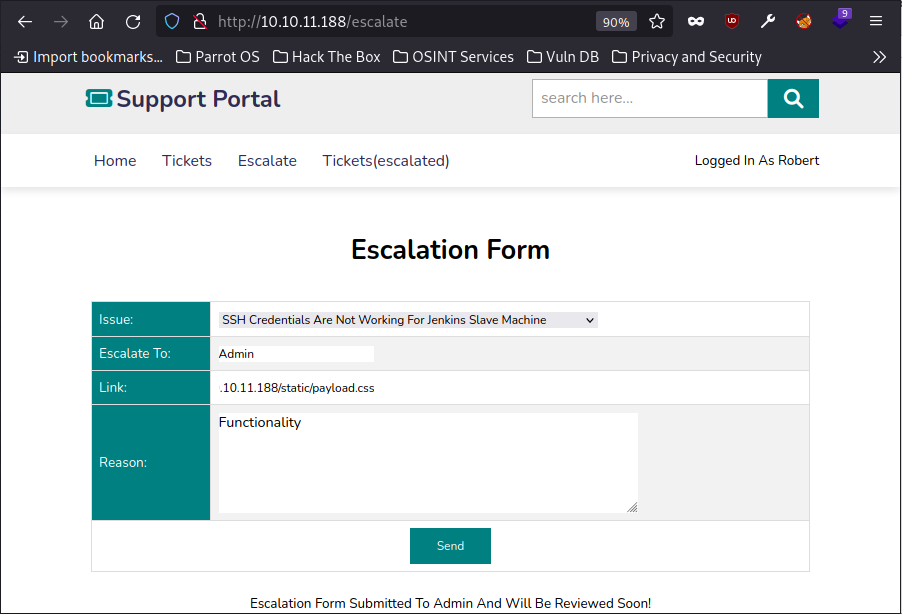 http://10.10.11.188/escalate
90%
UD
9
Import bookmarks...
Parrot OS
Hack The Box
OSINT Services
Vuln DB
Privacy and Security
Support Portal
search here...
Home
Tickets
Escalate
Tickets(escalated)
Logged In As Robert
Escalation Form
Issue:
SSH Credentials Are Not Working For Jenkins Slave Machine
Escalate To:
Admin
Link:
.10.11.188/static/payload.css
Reason:
Functionality
Send
Escalation Form Submitted To Admin And Will Be Reviewed Soon!